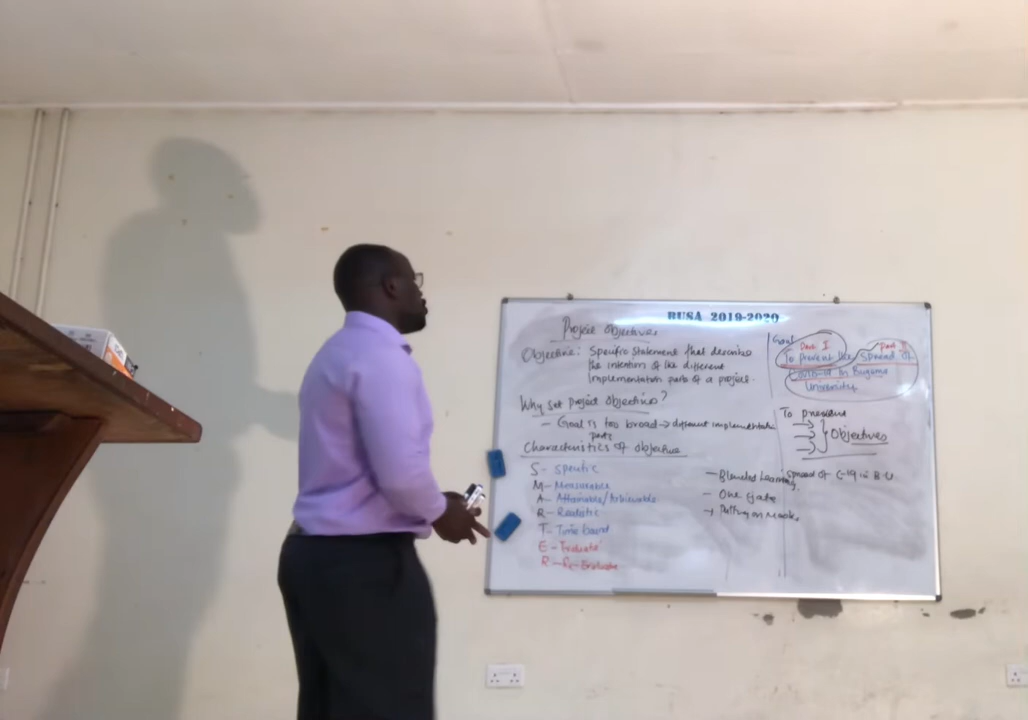 BUSA 2019-2020
Project Objectives
Objective: Specific statement that describes
the intention of the different
implementation parts of a project.
Why set project objectives?
- Goal is too broad → different implementation
parts
Characteristics of objective
S - Specific
M - Measurable
A - Attainable/Achievable
R - Realistic
T - Time bound
E - Evaluate
R - Re-Evaluate
- Blended Learning
- One Gate
→ Putting on Masks
Goal
Part I
Part II
To prevent the spread of
Covid-19 in Bugema
University
To prevent
Objectives
spread of C-19 in B.U